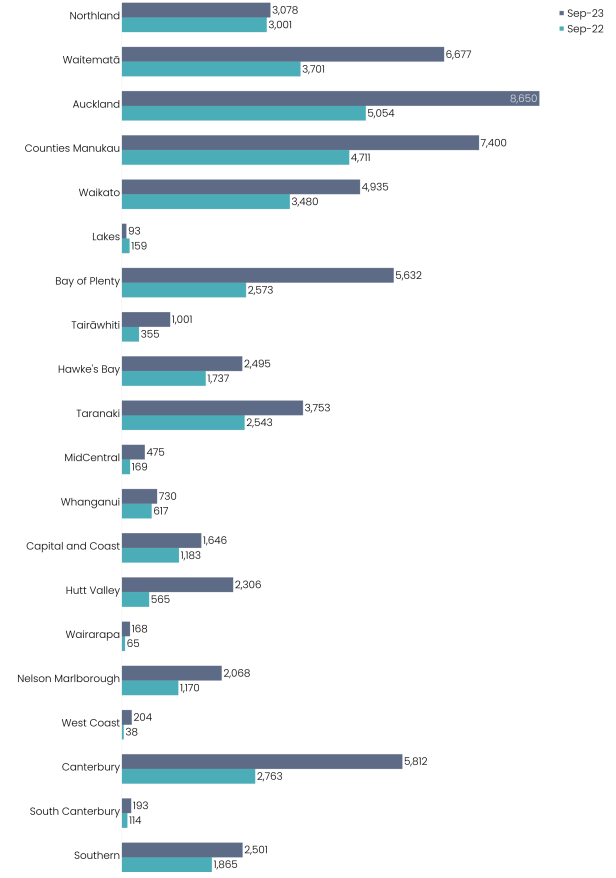 Sep-23
Sep-22
Northland 3,078
3,001
Waitematā 6,677
3,701
Auckland 8,650
5,054
Counties Manukau 7,400
4,711
Waikato 4,935
3,480
Lakes 93
159
Bay of Plenty 5,632
2,573
Tairāwhiti 1,001
355
Hawke's Bay 2,495
1,737
Taranaki 3,753
2,543
MidCentral 475
169
Whanganui 730
617
Capital and Coast 1,646
1,183
Hutt Valley 2,306
565
Wairarapa 168
65
Nelson Marlborough 2,068
1,170
West Coast 204
38
Canterbury 5,812
2,763
South Canterbury 193
114
Southern 2,501
1,865